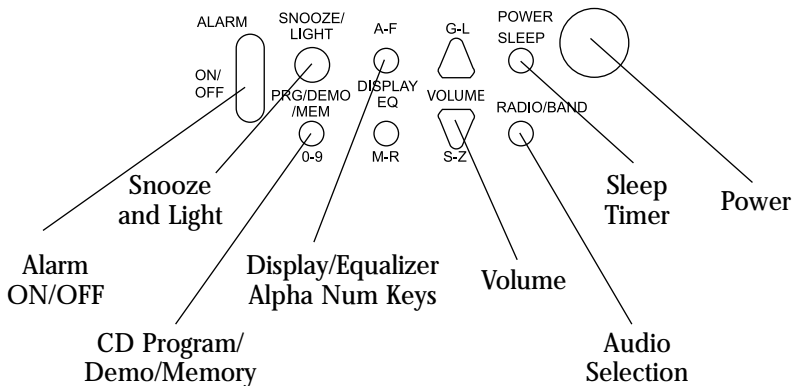 ALARM
SNOOZE/
LIGHT
A-F
G-L
POWER
SLEEP
ON/
OFF
PRG/DEMO
/MEM
DISPLAY
EQ
VOLUME
RADIO/BAND
0-9
M-R
S-Z
Snooze
and Light
Sleep
Timer
Power
Alarm
ON/OFF
Display/Equalizer
Alpha Num Keys
Volume
CD Program/
Demo/Memory
Audio
Selection